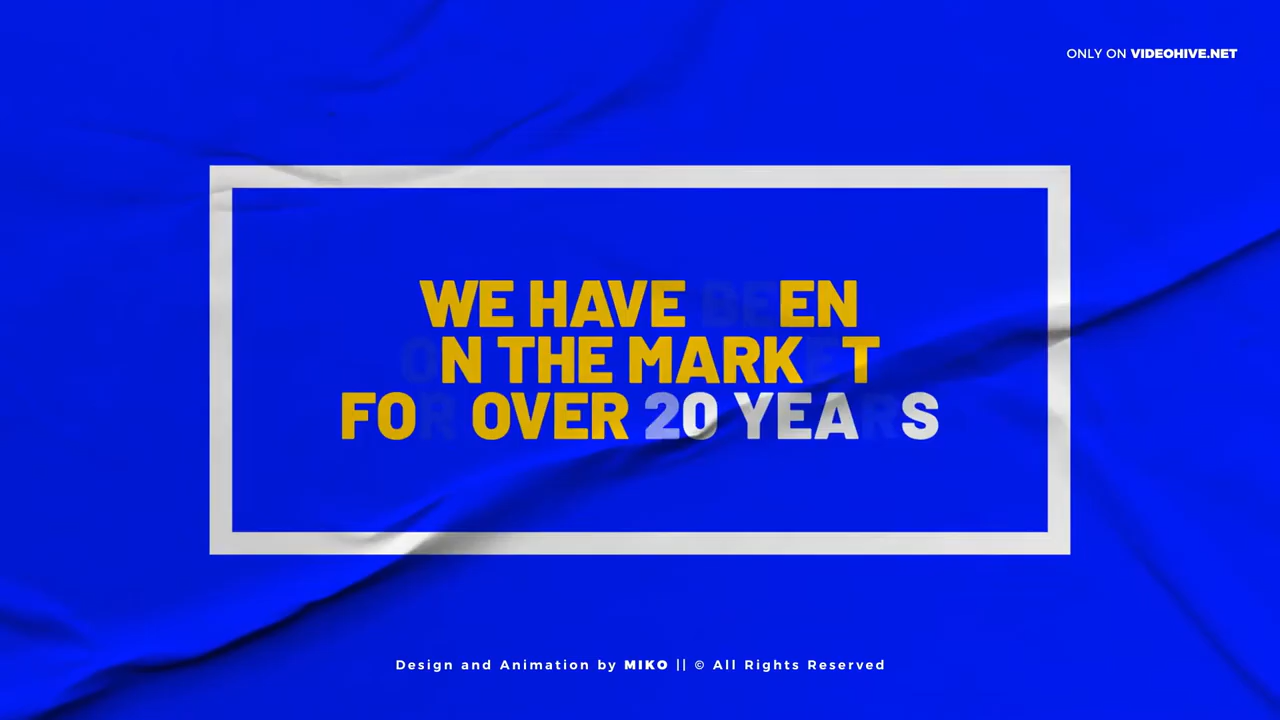 ONLY ON VIDEOHIVE.NET
WE HAVE BEEN
ON THE MARKET
FOR OVER 20 YEARS
Design and Animation by MIKO || © All Rights Reserved